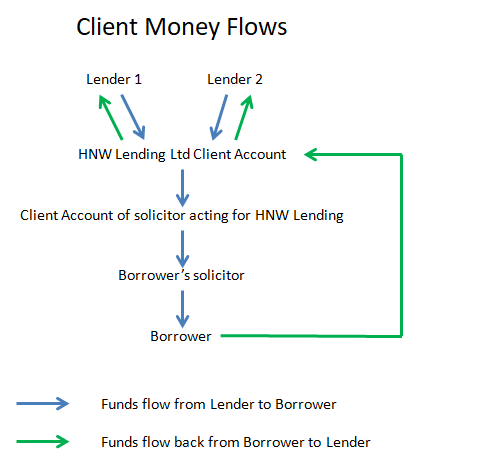 Client Money Flows
Lender 1 Lender 2
HNW Lending Ltd Client Account
Client Account of solicitor acting for HNW Lending
Borrower's solicitor
Borrower
Funds flow from Lender to Borrower
Funds flow back from Borrower to Lender